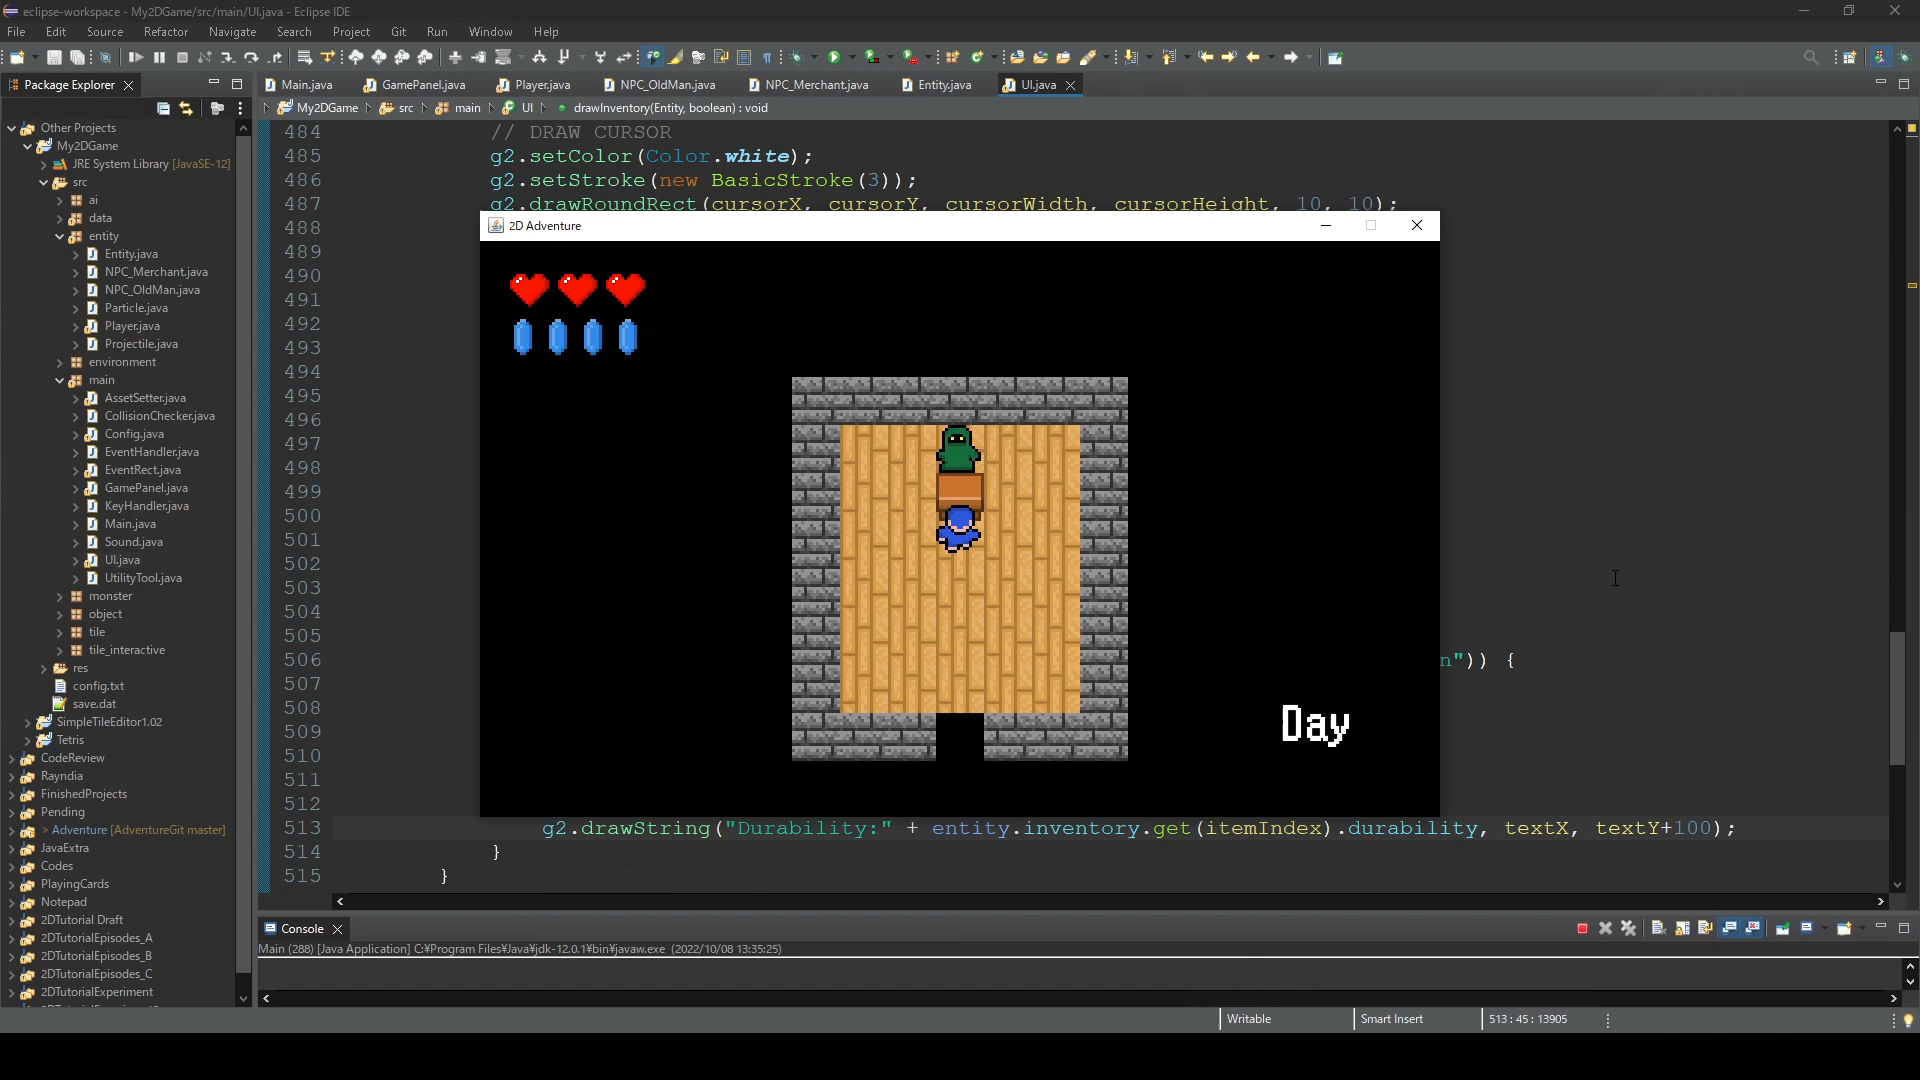 eclipse-workspace - My2DGame/src/main/UI.java - Eclipse IDE
File Edit Source Refactor Navigate Search Project Git Run Window Help
Package Explorer
Main.java GamePanel.java Player.java NPC_OldMan.java NPC_Merchant.java Entity.java UI.java
My2DGame src main UI drawInventory(Entity, boolean) : void
Other Projects
My2DGame
JRE System Library [JavaSE-12]
src
ai
data
entity
Entity.java
NPC_Merchant.java
NPC_OldMan.java
Particle.java
Player.java
Projectile.java
environment
main
AssetSetter.java
CollisionChecker.java
Config.java
EventHandler.java
EventRect.java
GamePanel.java
KeyHandler.java
Main.java
Sound.java
UI.java
UtilityTool.java
monster
object
tile
tile_interactive
res
config.txt
save.dat
SimpleTileEditor1.02
Tetris
CodeReview
Rayndia
FinishedProjects
Pending
> Adventure [AdventureGit master]
JavaExtra
Codes
PlayingCards
Notepad
2DTutorial Draft
2DTutorialEpisodes_A
2DTutorialEpisodes_B
2DTutorialEpisodes_C
2DTutorialExperiment
484 // DRAW CURSOR
485 g2.setColor(Color.white);
486 g2.setStroke(new BasicStroke(3));
487 g2.drawRoundRect(cursorX, cursorY, cursorWidth, cursorHeight, 10, 10);
488
489
490
491
492
493
494
495
496
497
498
499
500
501
502
503
504
505
506 n")) {
507
508
509
510
511
512
513 g2.drawString("Durability:" + entity.inventory.get(itemIndex).durability, textX, textY+100);
514 }
515 }
2D Adventure
Day
Console
Main (288) [Java Application] C:¥Program Files¥Java¥jdk-12.0.1¥bin¥javaw.exe (2022/10/08 13:35:25)
Writable Smart Insert 513 : 45 : 13905